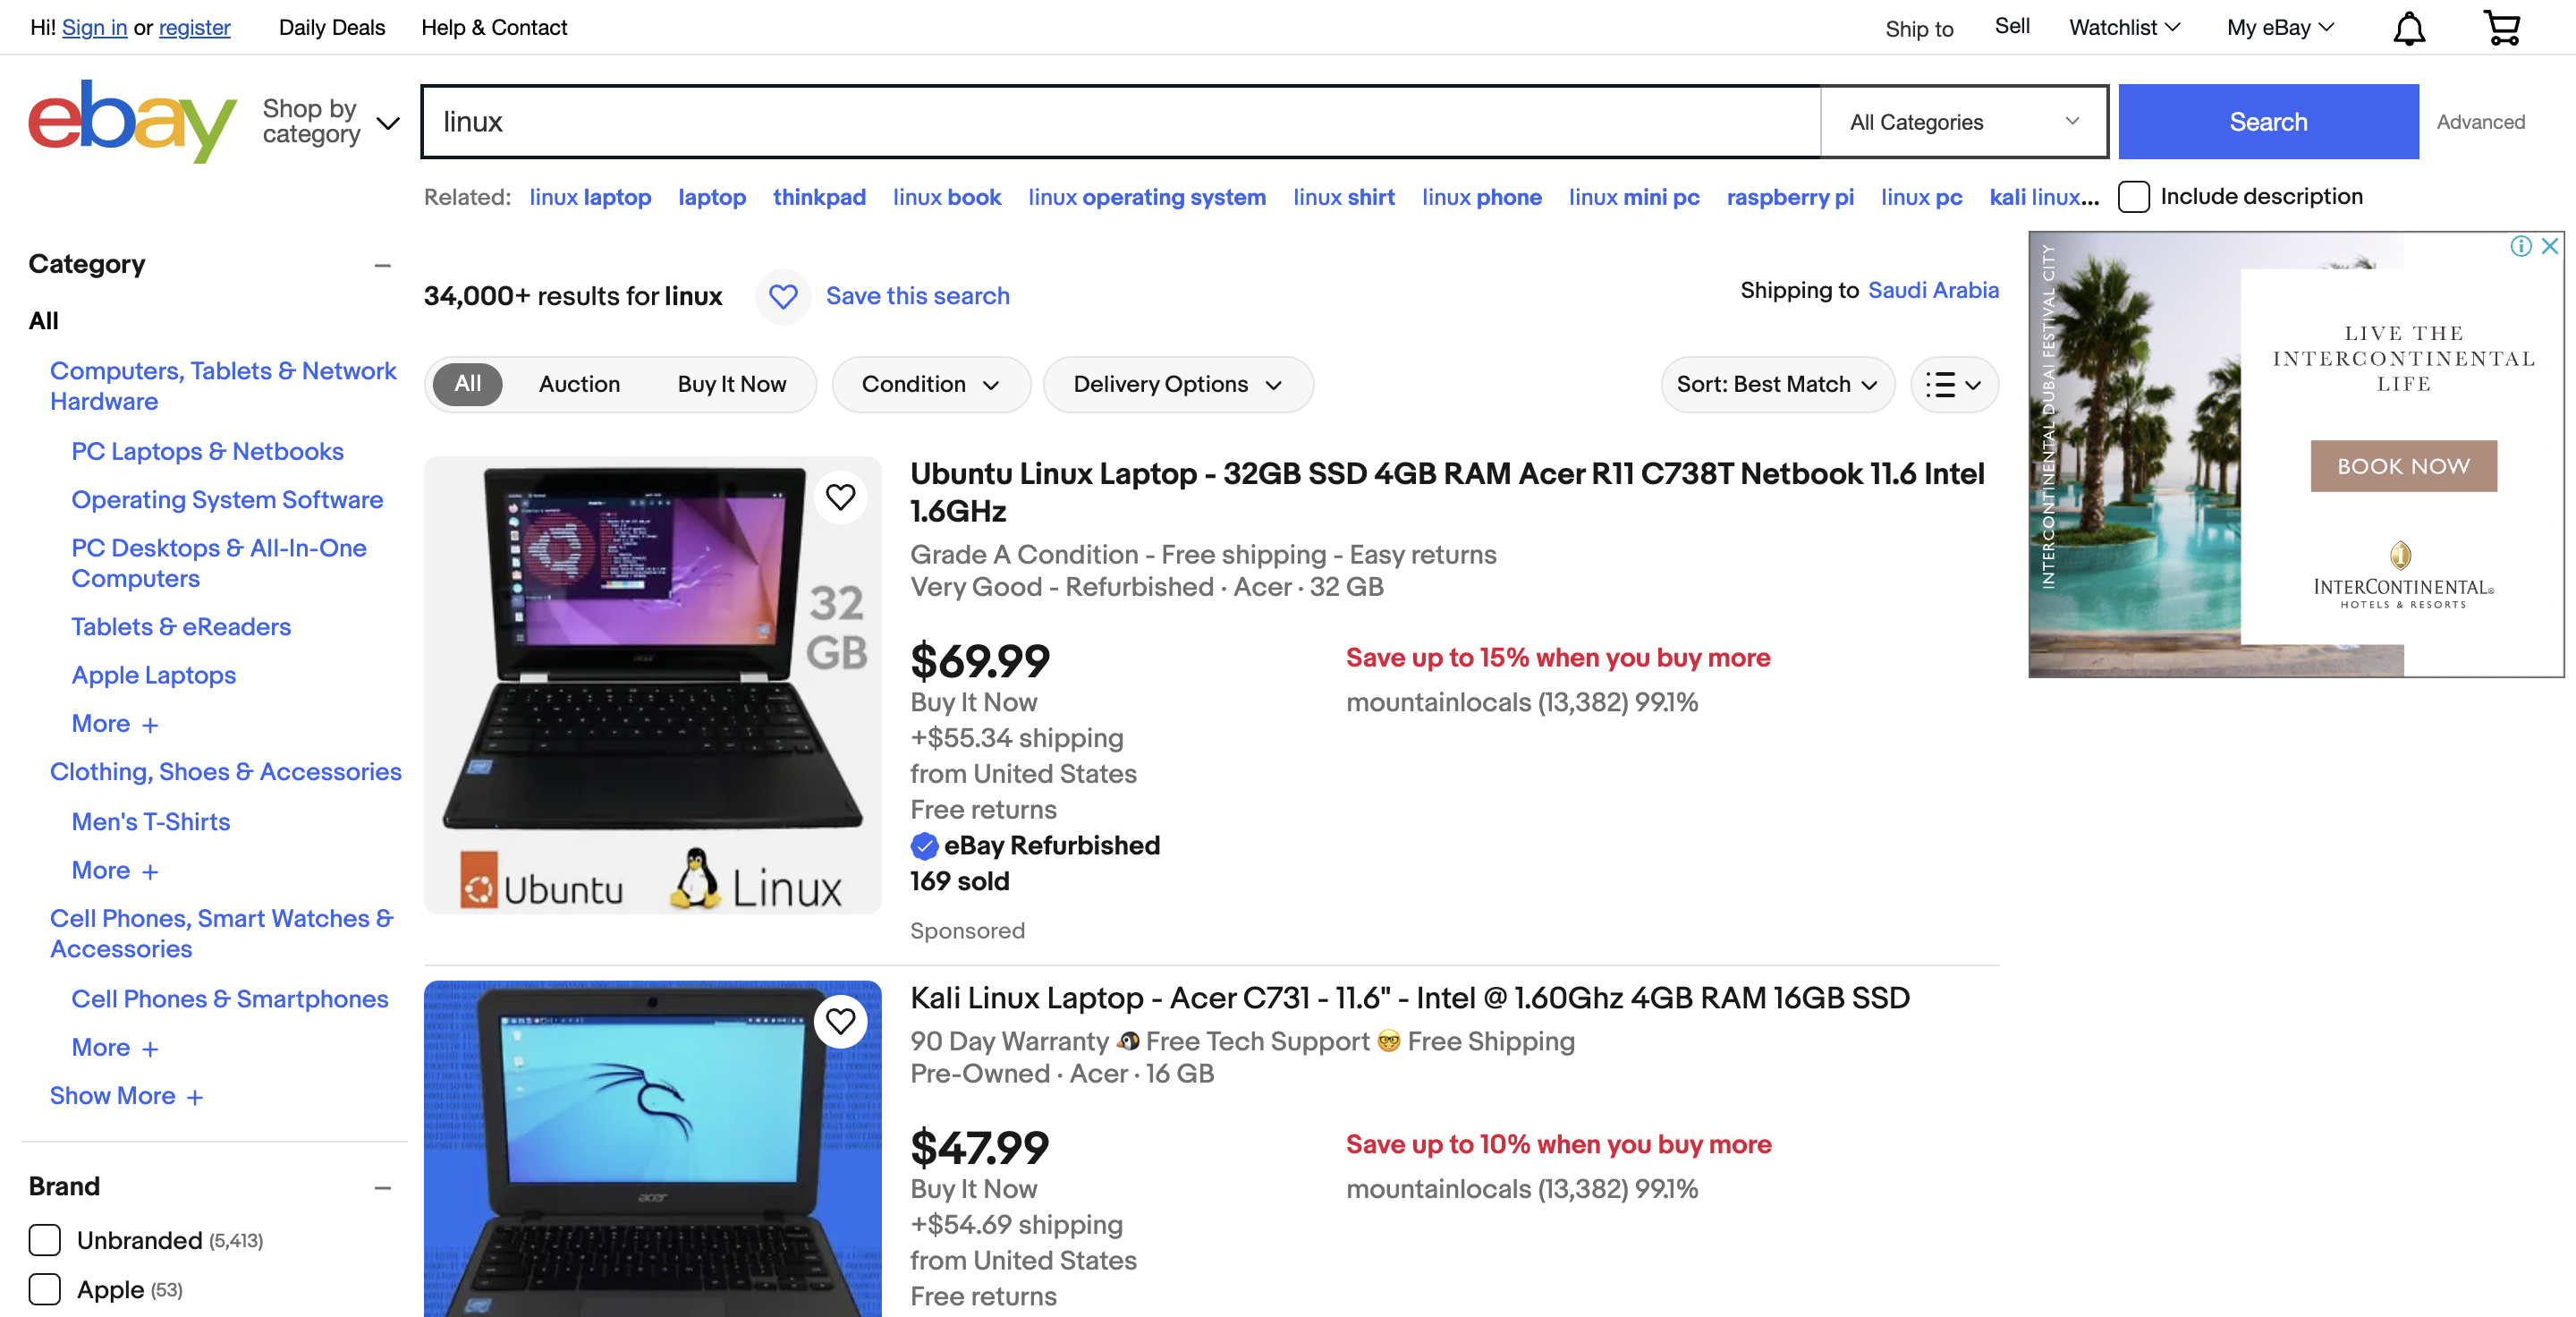 Hi! Sign in or register
Daily Deals
Help & Contact
Ship to
Sell
Watchlist
My eBay
ebay
Shop by
category
linux
All Categories
Search
Advanced
Related: linux laptop laptop thinkpad linux book linux operating system linux shirt linux phone linux mini pc raspberry pi linux pc kali linux...
Include description
Category
All
Computers, Tablets & Network
Hardware
PC Laptops & Netbooks
Operating System Software
PC Desktops & All-In-One
Computers
Tablets & eReaders
Apple Laptops
More +
Clothing, Shoes & Accessories
Men's T-Shirts
More +
Cell Phones, Smart Watches &
Accessories
Cell Phones & Smartphones
More +
Show More +
Brand
Unbranded (5,413)
Apple (53)
34,000+ results for linux
Save this search
Shipping to Saudi Arabia
All
Auction
Buy It Now
Condition
Delivery Options
Sort: Best Match
32
GB
acer
Ubuntu
Linux
Ubuntu Linux Laptop - 32GB SSD 4GB RAM Acer R11 C738T Netbook 11.6 Intel
1.6GHz
Grade A Condition - Free shipping - Easy returns
Very Good - Refurbished · Acer · 32 GB
$69.99
Buy It Now
+$55.34 shipping
from United States
Free returns
eBay Refurbished
169 sold
Sponsored
Save up to 15% when you buy more
mountainlocals (13,382) 99.1%
acer
Kali Linux Laptop - Acer C731 - 11.6" - Intel @ 1.60Ghz 4GB RAM 16GB SSD
90 Day Warranty 🐧 Free Tech Support 🤓 Free Shipping
Pre-Owned · Acer · 16 GB
$47.99
Buy It Now
+$54.69 shipping
from United States
Free returns
Save up to 10% when you buy more
mountainlocals (13,382) 99.1%
INTERCONTINENTAL DUBAI FESTIVAL CITY
LIVE THE
INTERCONTINENTAL
LIFE
BOOK NOW
INTERCONTINENTAL®
HOTELS & RESORTS